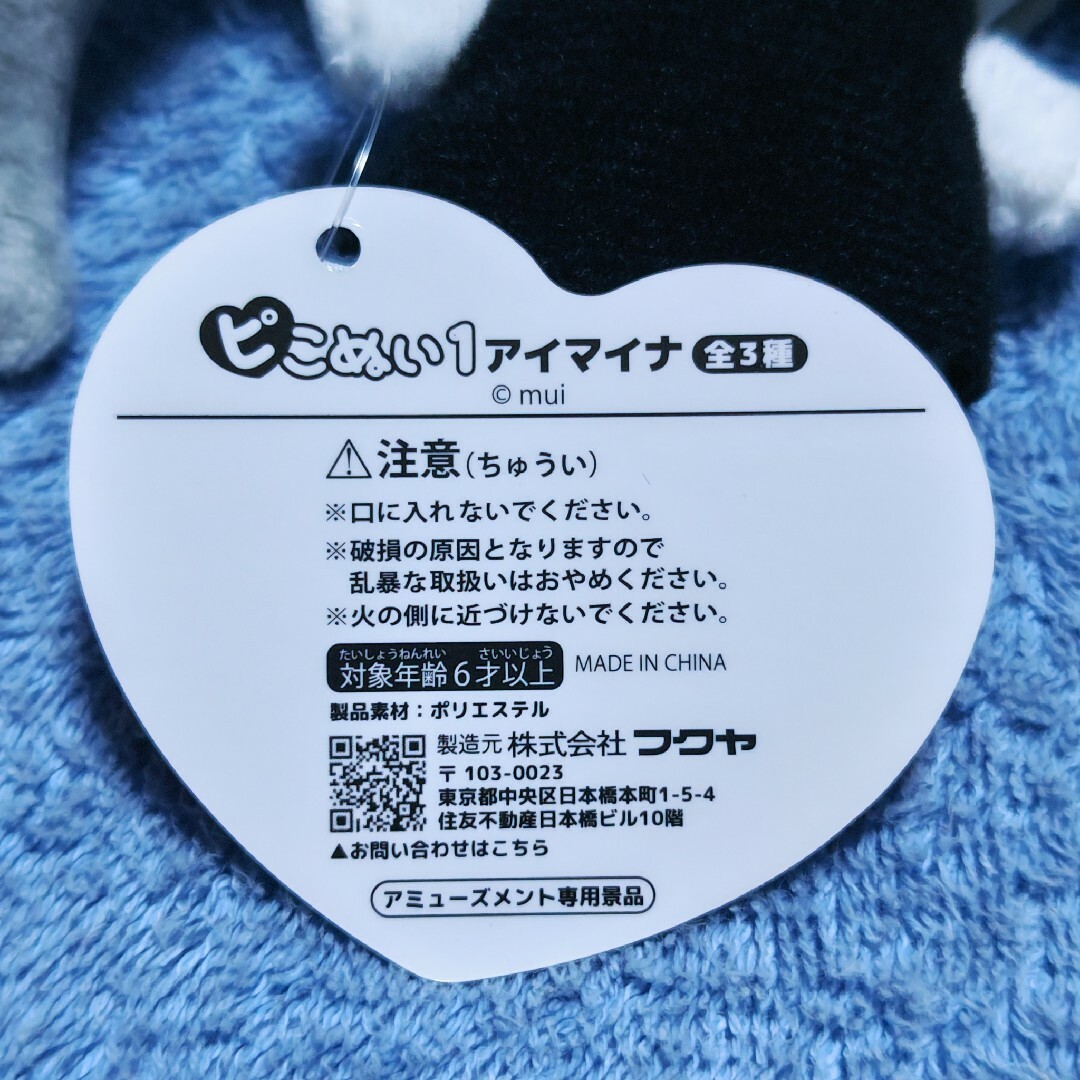 ピこぬい1アイマイナ 全3種
© mui
⚠注意(ちゅうい)
※口に入れないでください。
※破損の原因となりますので
乱暴な取扱いはおやめください。
※火の側に近づけないでください。
たいしょうねんれい さいいじょう
対象年齢6才以上 MADE IN CHINA
製品素材:ポリエステル
製造元 株式会社フクヤ
〒103-0023
東京都中央区日本橋本町1-5-4
住友不動産日本橋ビル10階
▲お問い合わせはこちら
アミューズメント専用景品